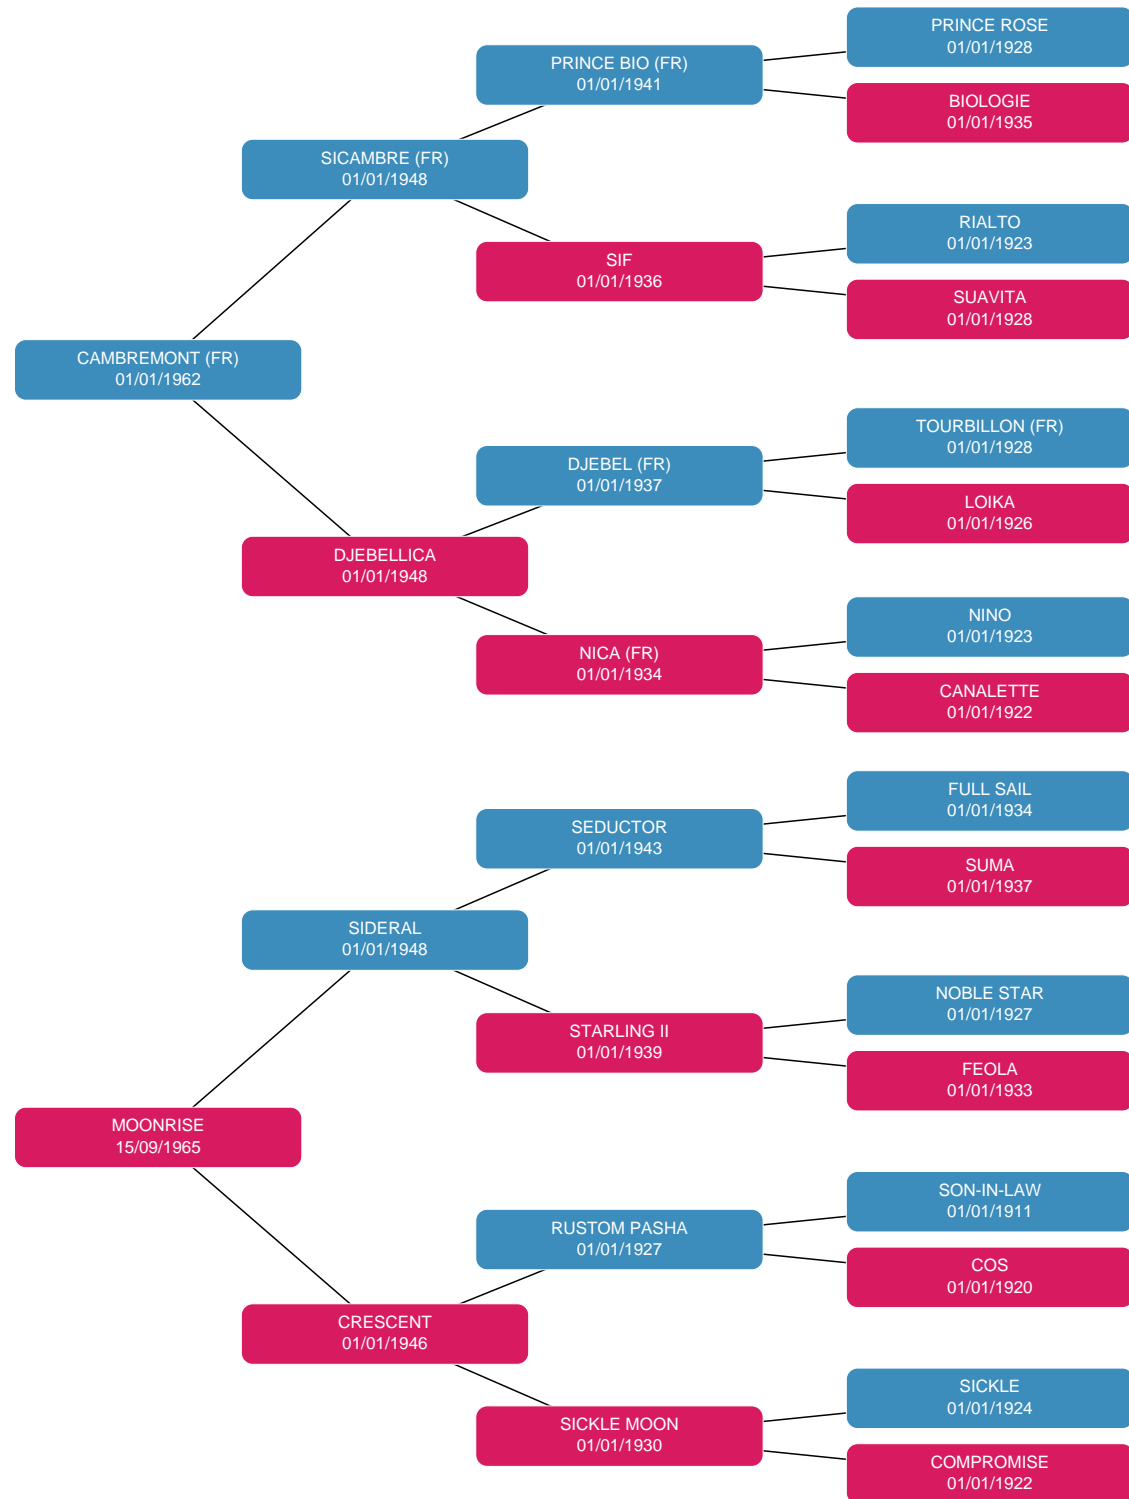 PRINCE ROSE
01/01/1928
PRINCE BIO (FR)
01/01/1941
BIOLOGIE
01/01/1935
SICAMBRE (FR)
01/01/1948
RIALTO
01/01/1923
SIF
01/01/1936
SUAVITA
01/01/1928
CAMBREMONT (FR)
01/01/1962
TOURBILLON (FR)
01/01/1928
DJEBEL (FR)
01/01/1937
LOIKA
01/01/1926
DJEBELLICA
01/01/1948
NINO
01/01/1923
NICA (FR)
01/01/1934
CANALETTE
01/01/1922
FULL SAIL
01/01/1934
SEDUCTOR
01/01/1943
SUMA
01/01/1937
SIDERAL
01/01/1948
NOBLE STAR
01/01/1927
STARLING II
01/01/1939
FEOLA
01/01/1933
MOONRISE
15/09/1965
SON-IN-LAW
01/01/1911
RUSTOM PASHA
01/01/1927
COS
01/01/1920
CRESCENT
01/01/1946
SICKLE
01/01/1924
SICKLE MOON
01/01/1930
COMPROMISE
01/01/1922